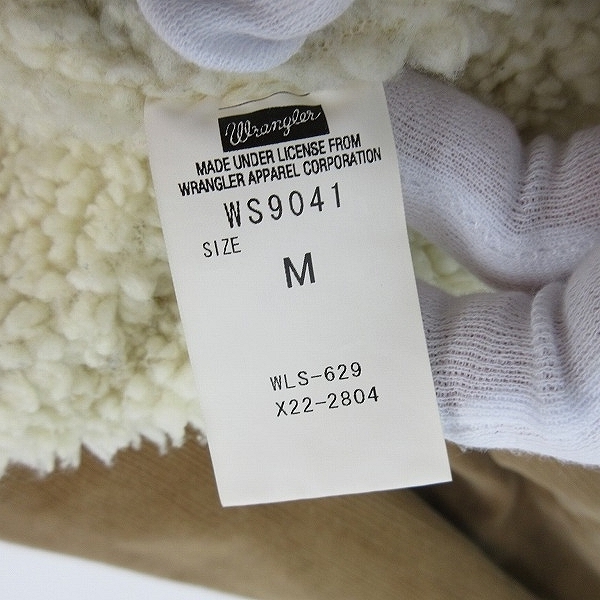 Wrangler
MADE UNDER LICENSE FROM
WRANGLER APPAREL CORPORATION
WS9041
SIZE
M
WLS-629
X22-2804